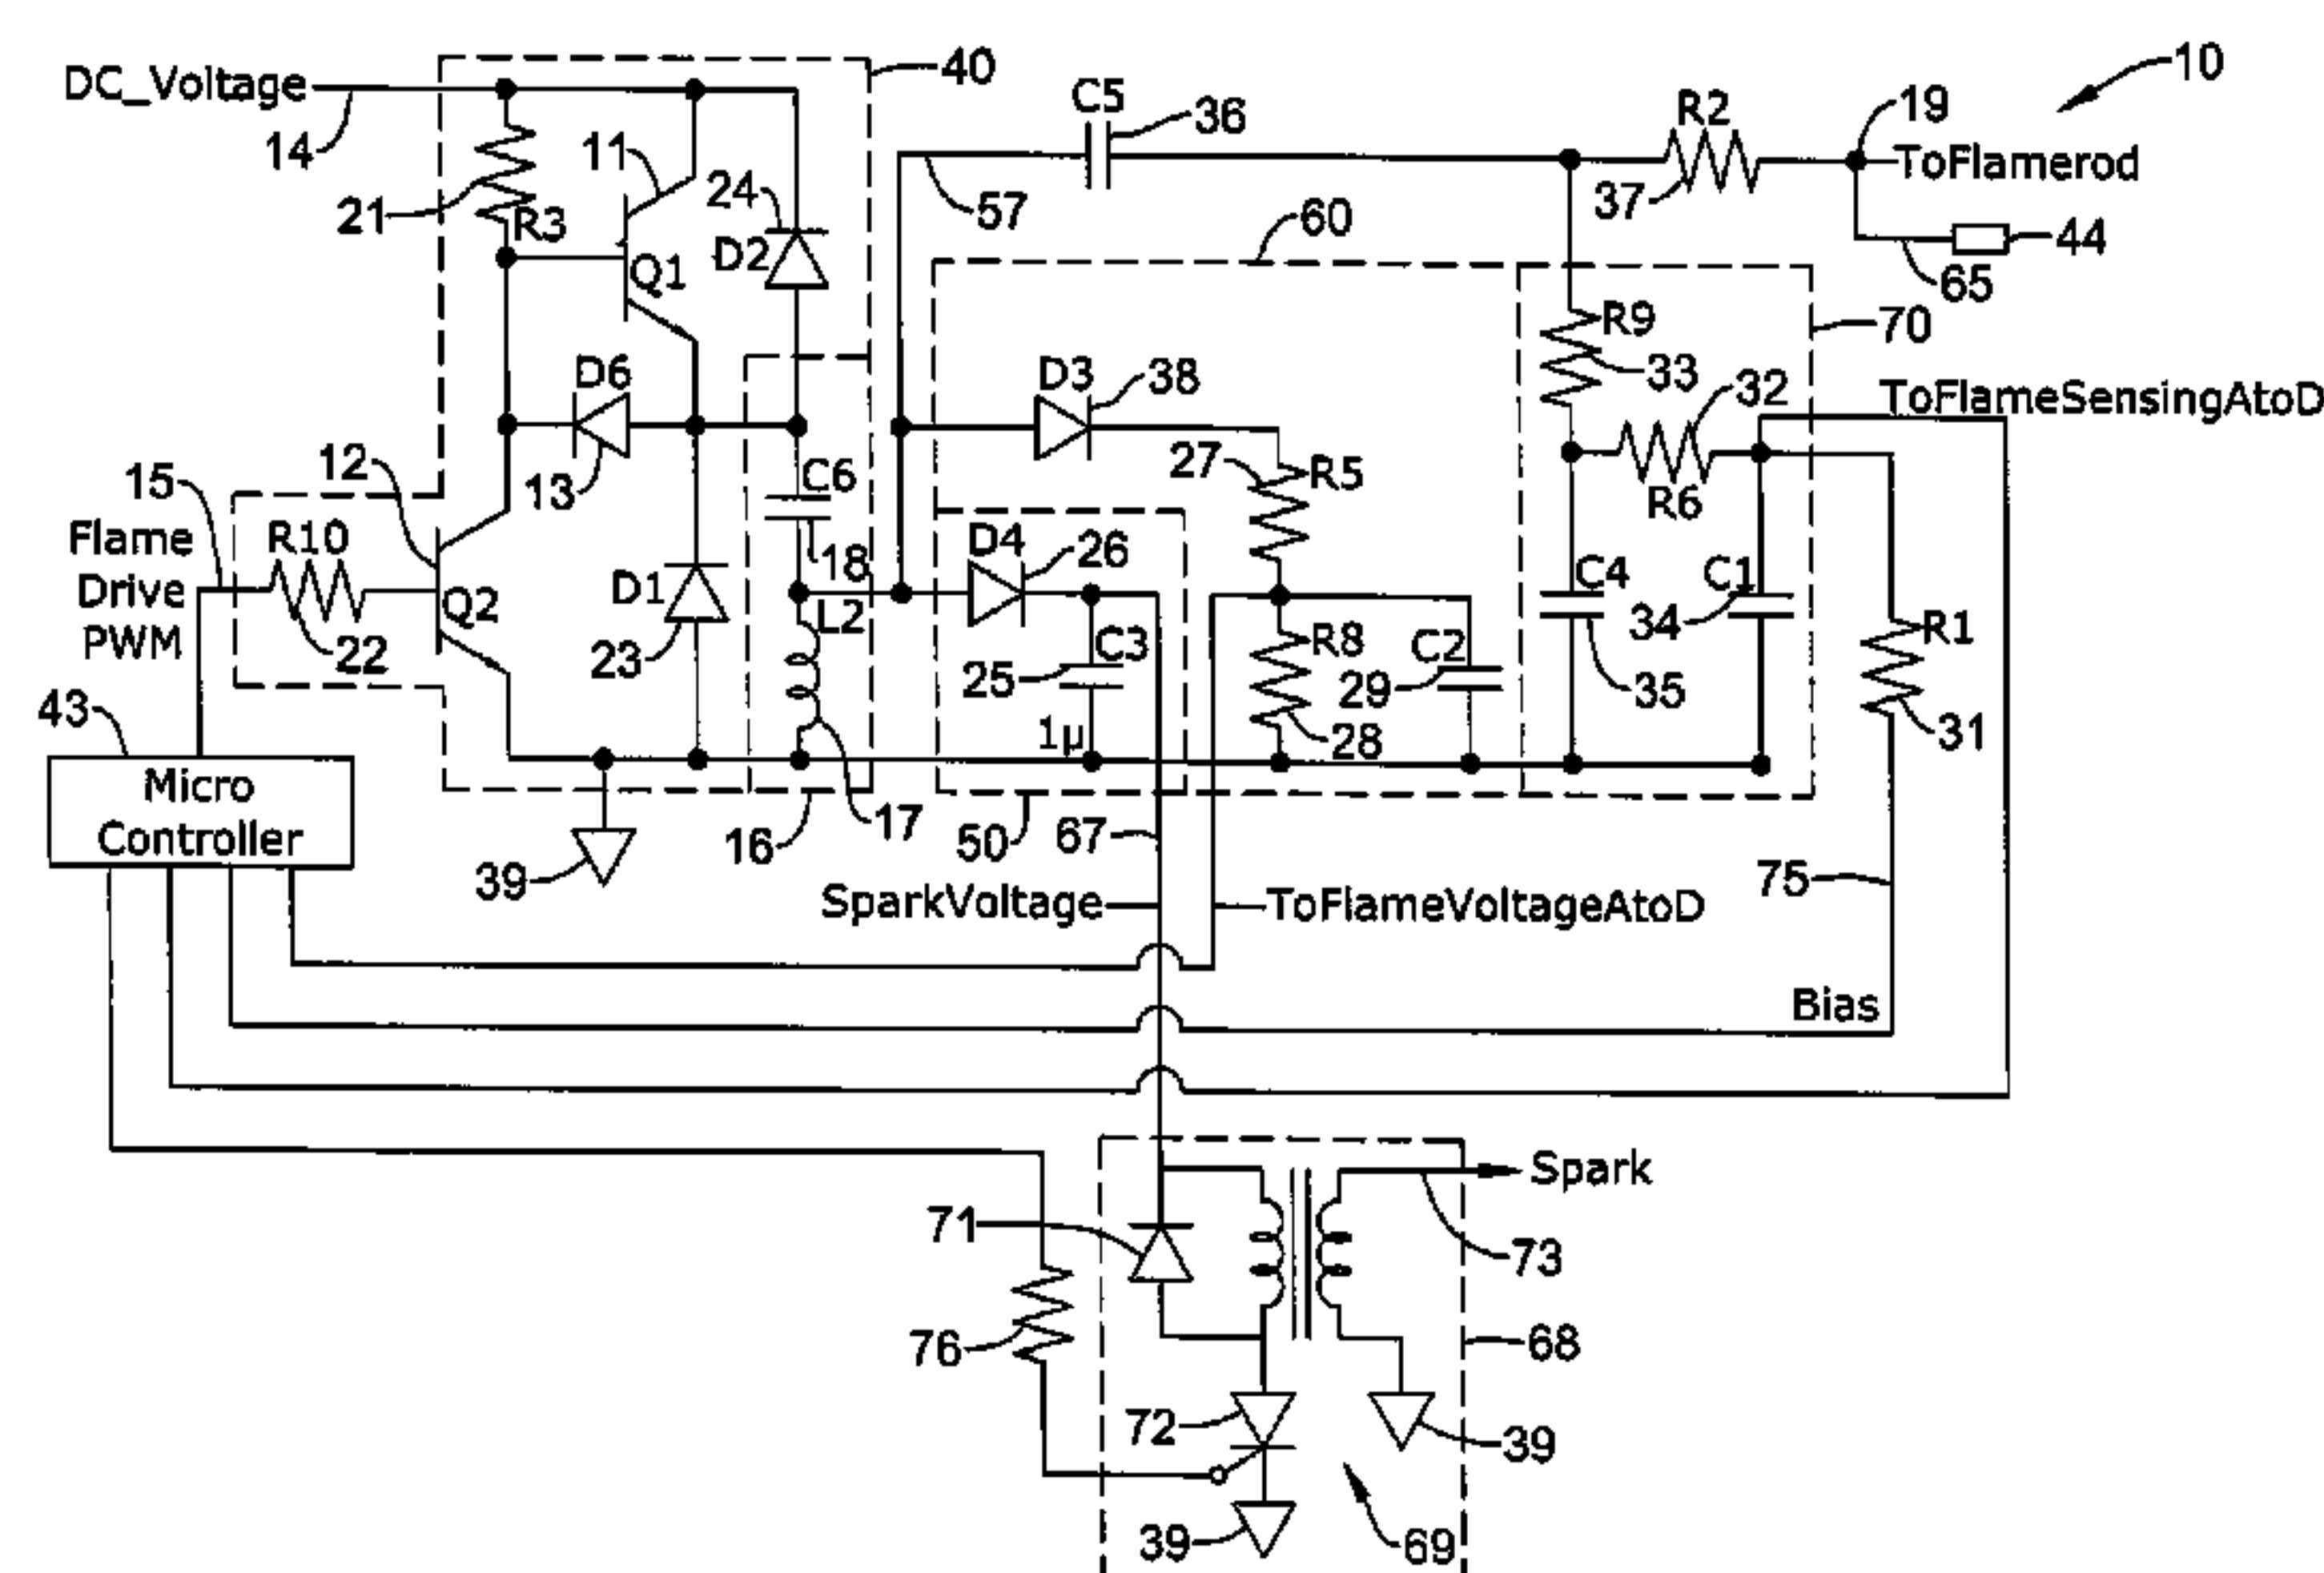 DC_Voltage
14
40
C5
36
R2
19
10
ToFlamerod
21
R3
11
Q1
24
D2
57
60
37
44
65
70
R9
33
D6
13
D3
38
32
ToFlameSensingAtoD
15
12
Flame
Drive
PWM
R10
22
Q2
C6
18
27
R5
R6
D4
26
D1
23
L2
C3
25
1µ
R8
28
C2
29
C4
35
C1
34
R1
31
43
Micro
Controller
39
16
17
50
67
75
SparkVoltage
ToFlameVoltageAtoD
Bias
Spark
71
73
76
68
72
39
39
69